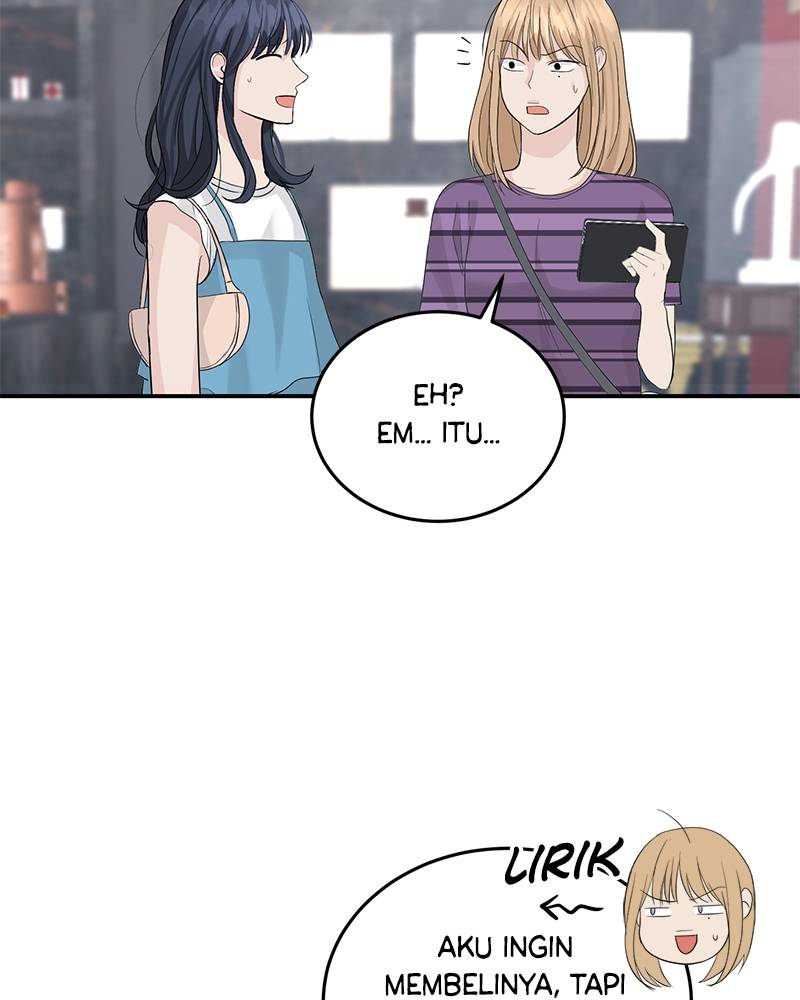 EH?
EM... ITU...
LIRIK
AKU INGIN
MEMBELINYA, TAPI